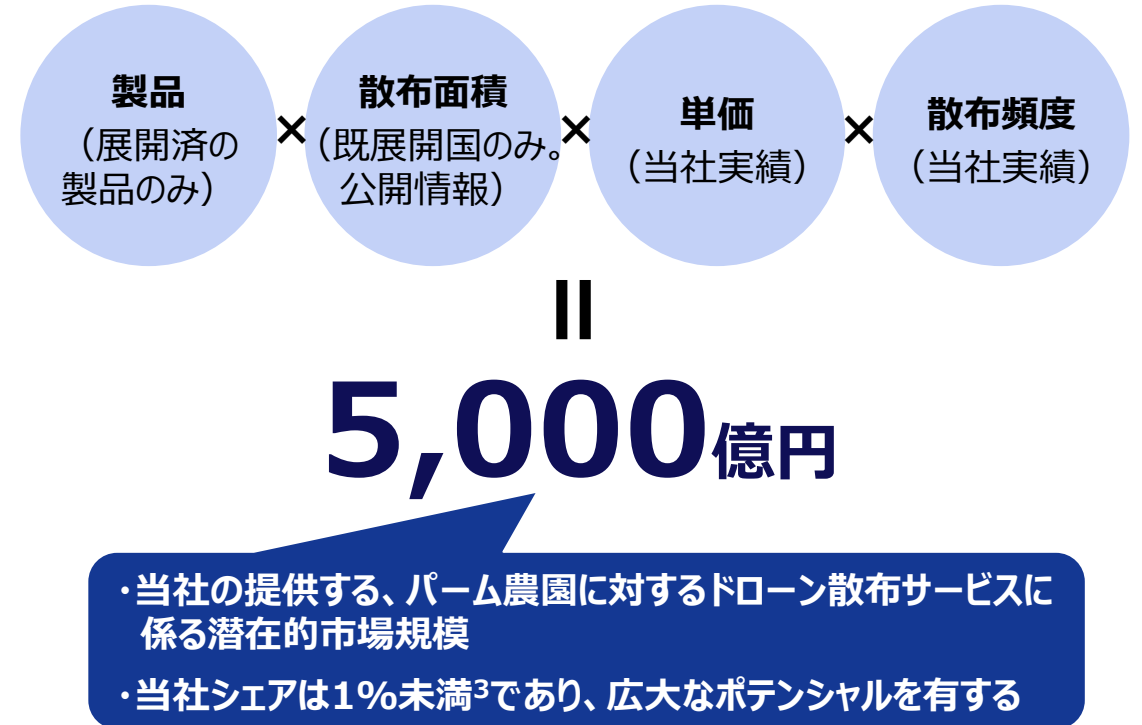 製品
（展開済の
製品のみ）
×
散布面積
（既展開国のみ。
公開情報）
×
単価
（当社実績）
×
散布頻度
（当社実績）
=
5,000億円
・当社の提供する、パーム農園に対するドローン散布サービスに
係る潜在的市場規模
・当社シェアは1%未満³であり、広大なポテンシャルを有する